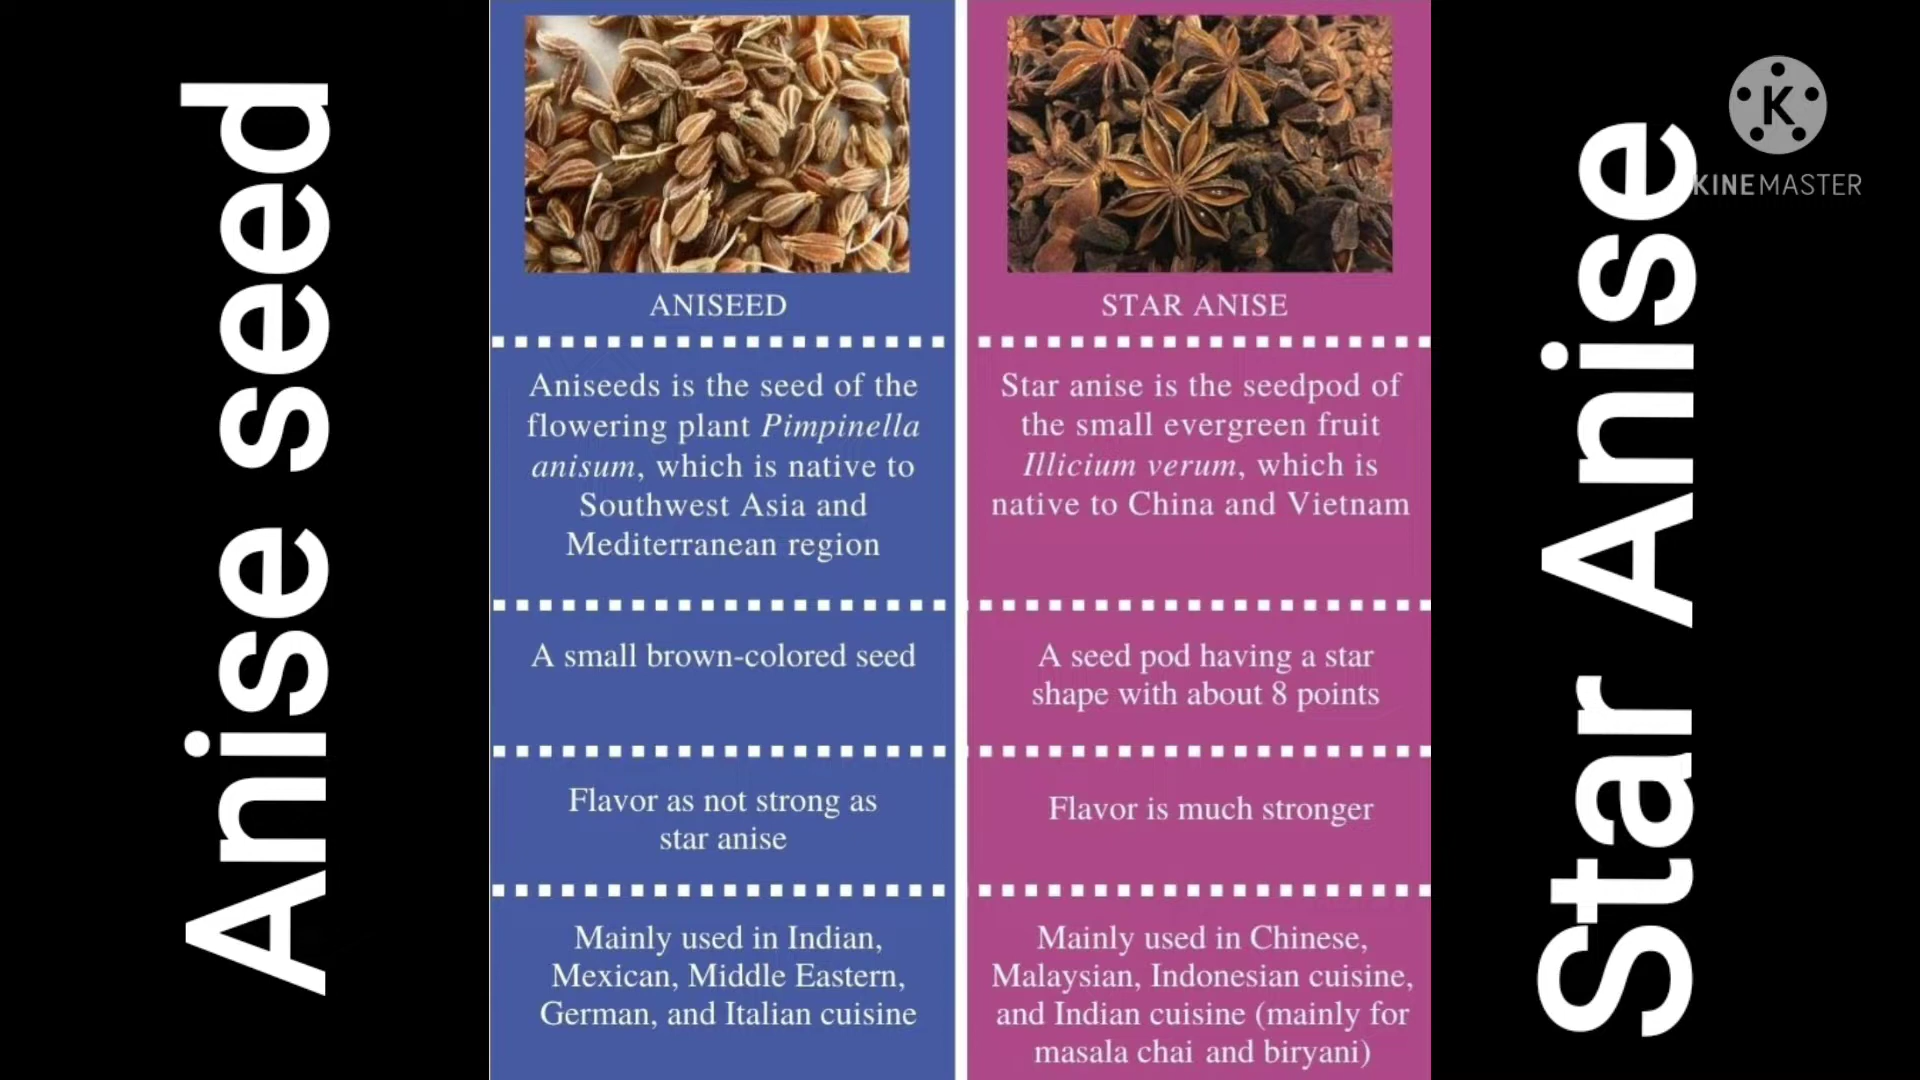 Anise seed
ANISEED
Aniseeds is the seed of the
flowering plant Pimpinella
anisum, which is native to
Southwest Asia and
Mediterranean region
A small brown-colored seed
Flavor as not strong as
star anise
Mainly used in Indian,
Mexican, Middle Eastern,
German, and Italian cuisine
STAR ANISE
Star anise is the seedpod of
the small evergreen fruit
Illicium verum, which is
native to China and Vietnam
A seed pod having a star
shape with about 8 points
Flavor is much stronger
Mainly used in Chinese,
Malaysian, Indonesian cuisine,
and Indian cuisine (mainly for
masala chai and biryani)
Star Anise
K
KINEMASTER